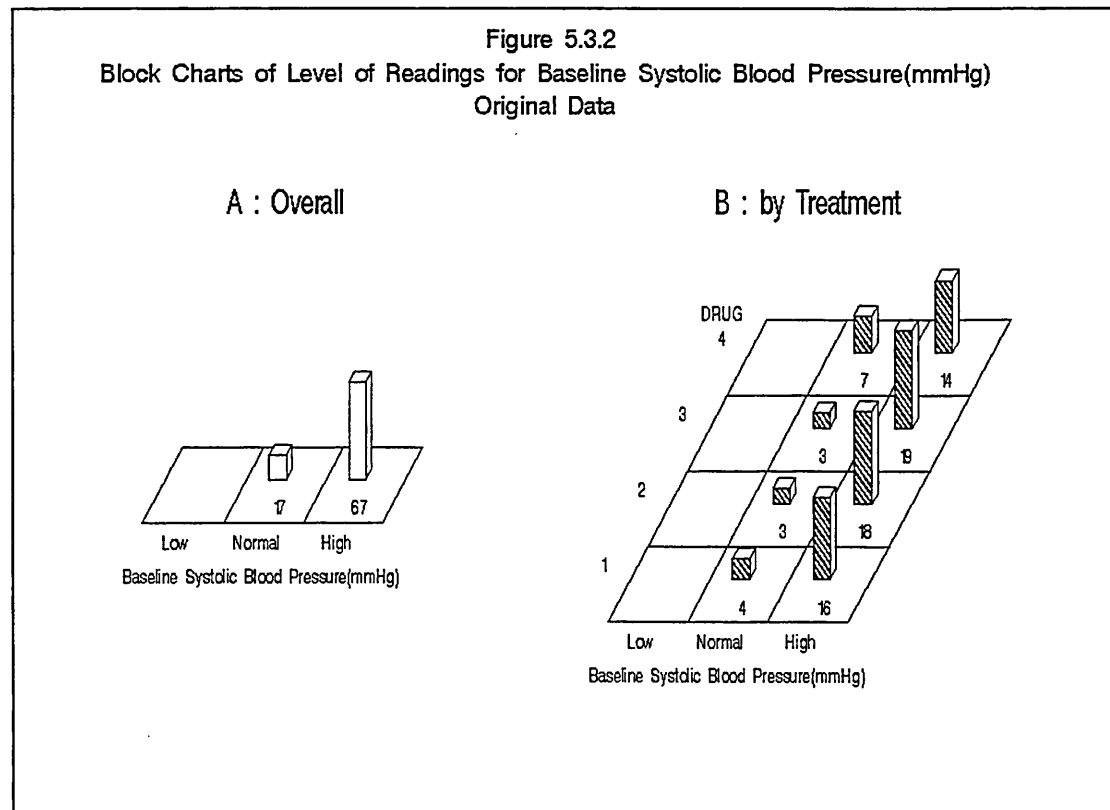 Figure 5.3.2
Block Charts of Level of Readings for Baseline Systolic Blood Pressure(mmHg)
Original Data
A : Overall
17
67
Low Normal High
Baseline Systolic Blood Pressure(mmHg)
B : by Treatment
DRUG
4
7 14
3
3 19
2
3 18
1
4 16
Low Normal High
Baseline Systolic Blood Pressure(mmHg)